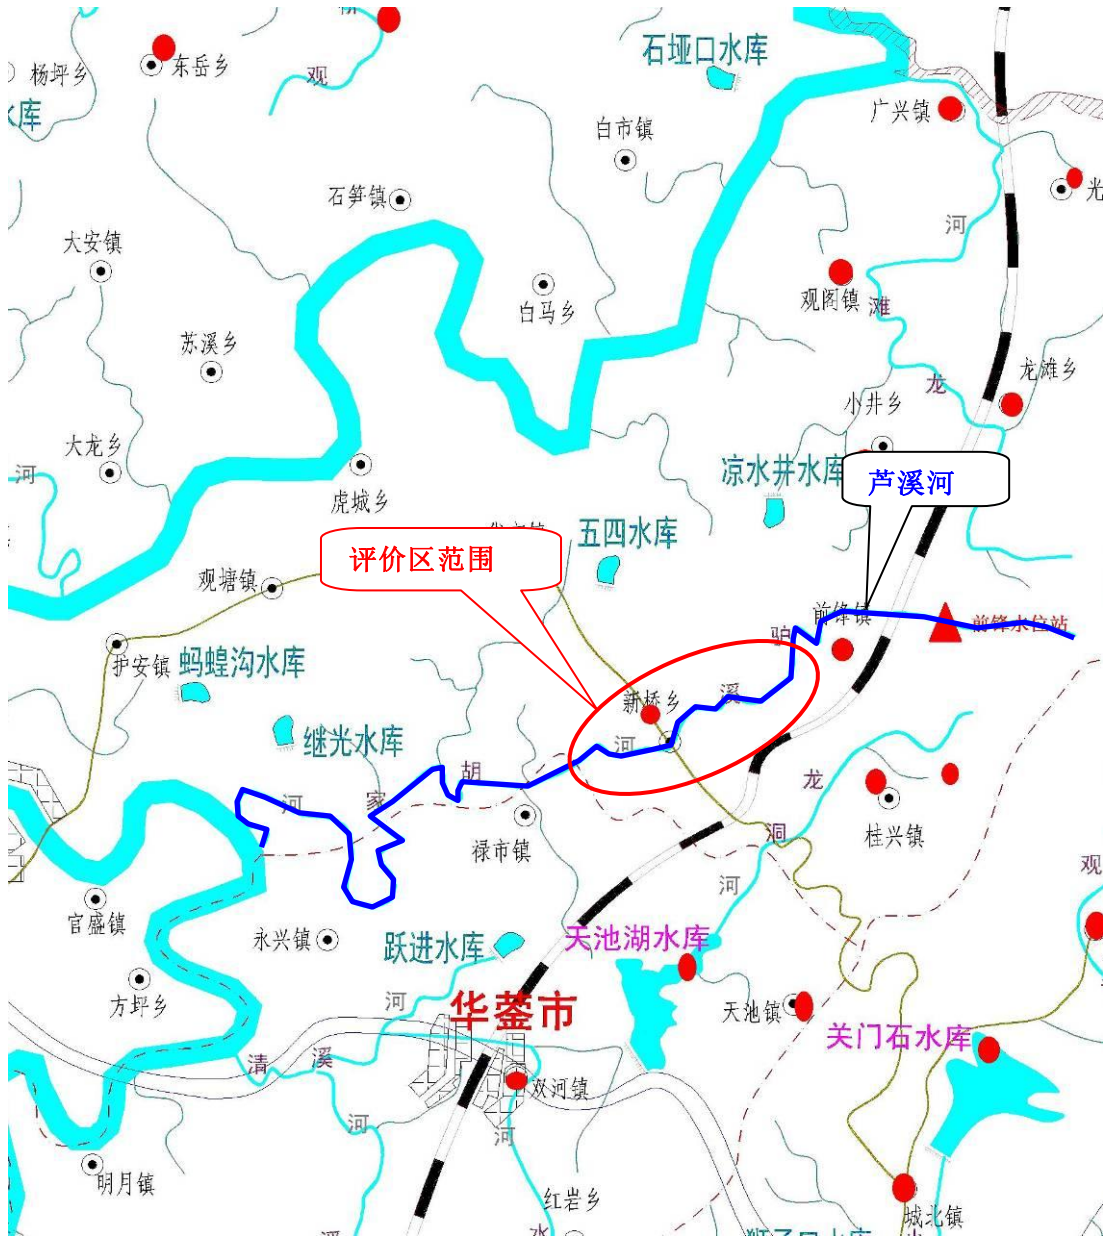 杨坪乡
东岳乡
观
石垭口水库
广兴镇
水库
白市镇
石笋镇
光
河
大安镇
观阁镇
滩
白马乡
苏溪乡
龙
龙滩乡
小井乡
大龙乡
河
虎城乡
凉水井水库
芦溪河
五四水库
评价区范围
观塘镇
前锋镇
前锋水位站
驴
护安镇
蚂蝗沟水库
新桥乡
溪
继光水库
河
胡
家
河
龙
洞
桂兴镇
禄市镇
河
观
官盛镇
永兴镇
跃进水库
天池湖水库
方坪乡
河
华蓥市
天池镇
关门石水库
清
溪
双河镇
河
河
明月镇
红岩乡
城北镇
溪
水